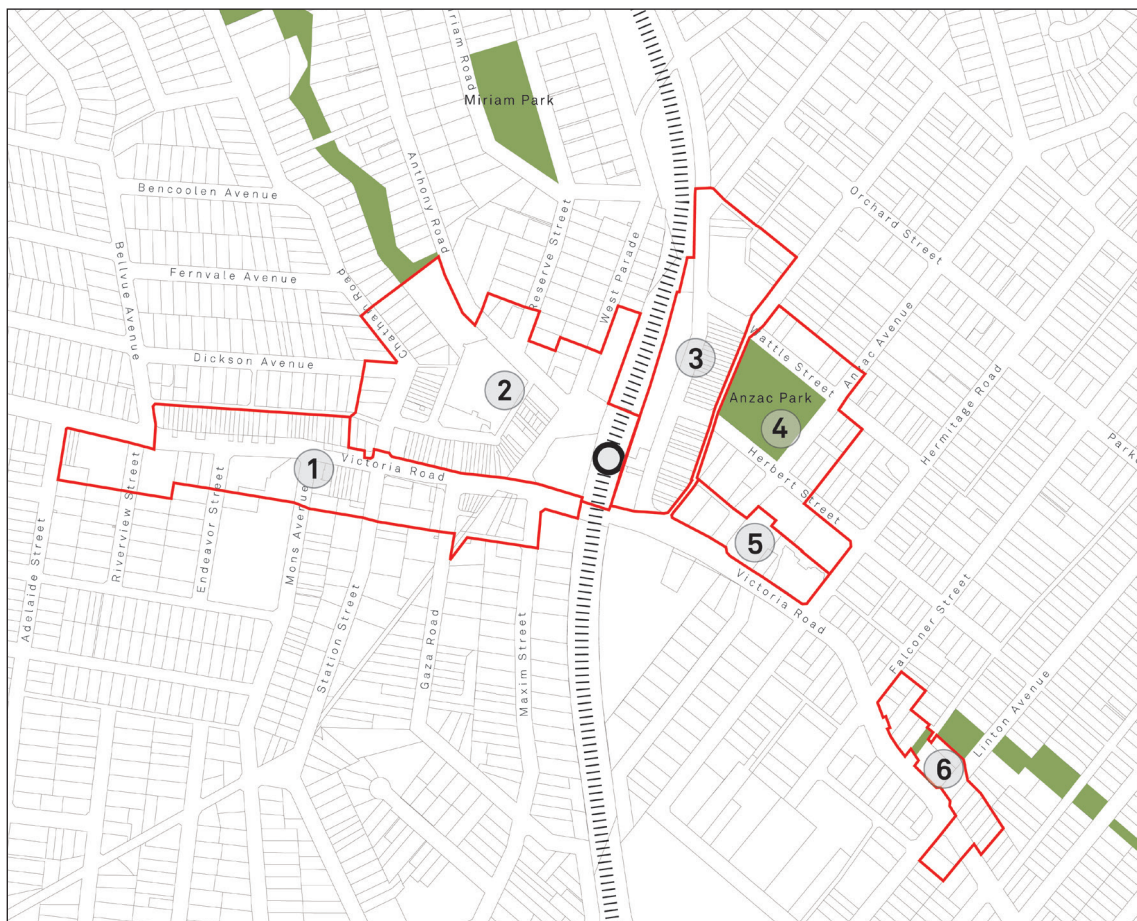 Miriam Road
Miriam Park
Bencoolen Avenue
Anthony Road
Orchard Street
Bellvue Avenue
Fernvale Avenue
Chatham Road
Reserve Street
West Parade
Dickson Avenue
Wattle Street
Anzac Avenue
Hermitage Road
3
2
Anzac Park
4
Victoria Road
1
Herbert Street
Riverview Street
Endeavor Street
Mons Avenue
5
Victoria Road
Adelaide Street
Station Street
Gaza Road
Maxim Street
Falconer Street
Linton Avenue
6